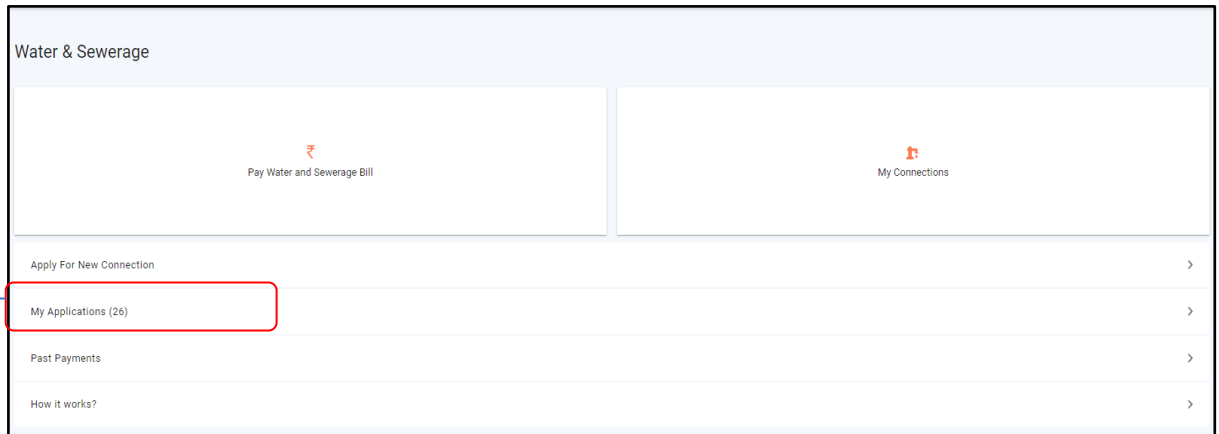 Water & Sewerage
₹
Pay Water and Sewerage Bill
My Connections
Apply For New Connection
My Applications (26)
Past Payments
How it works?